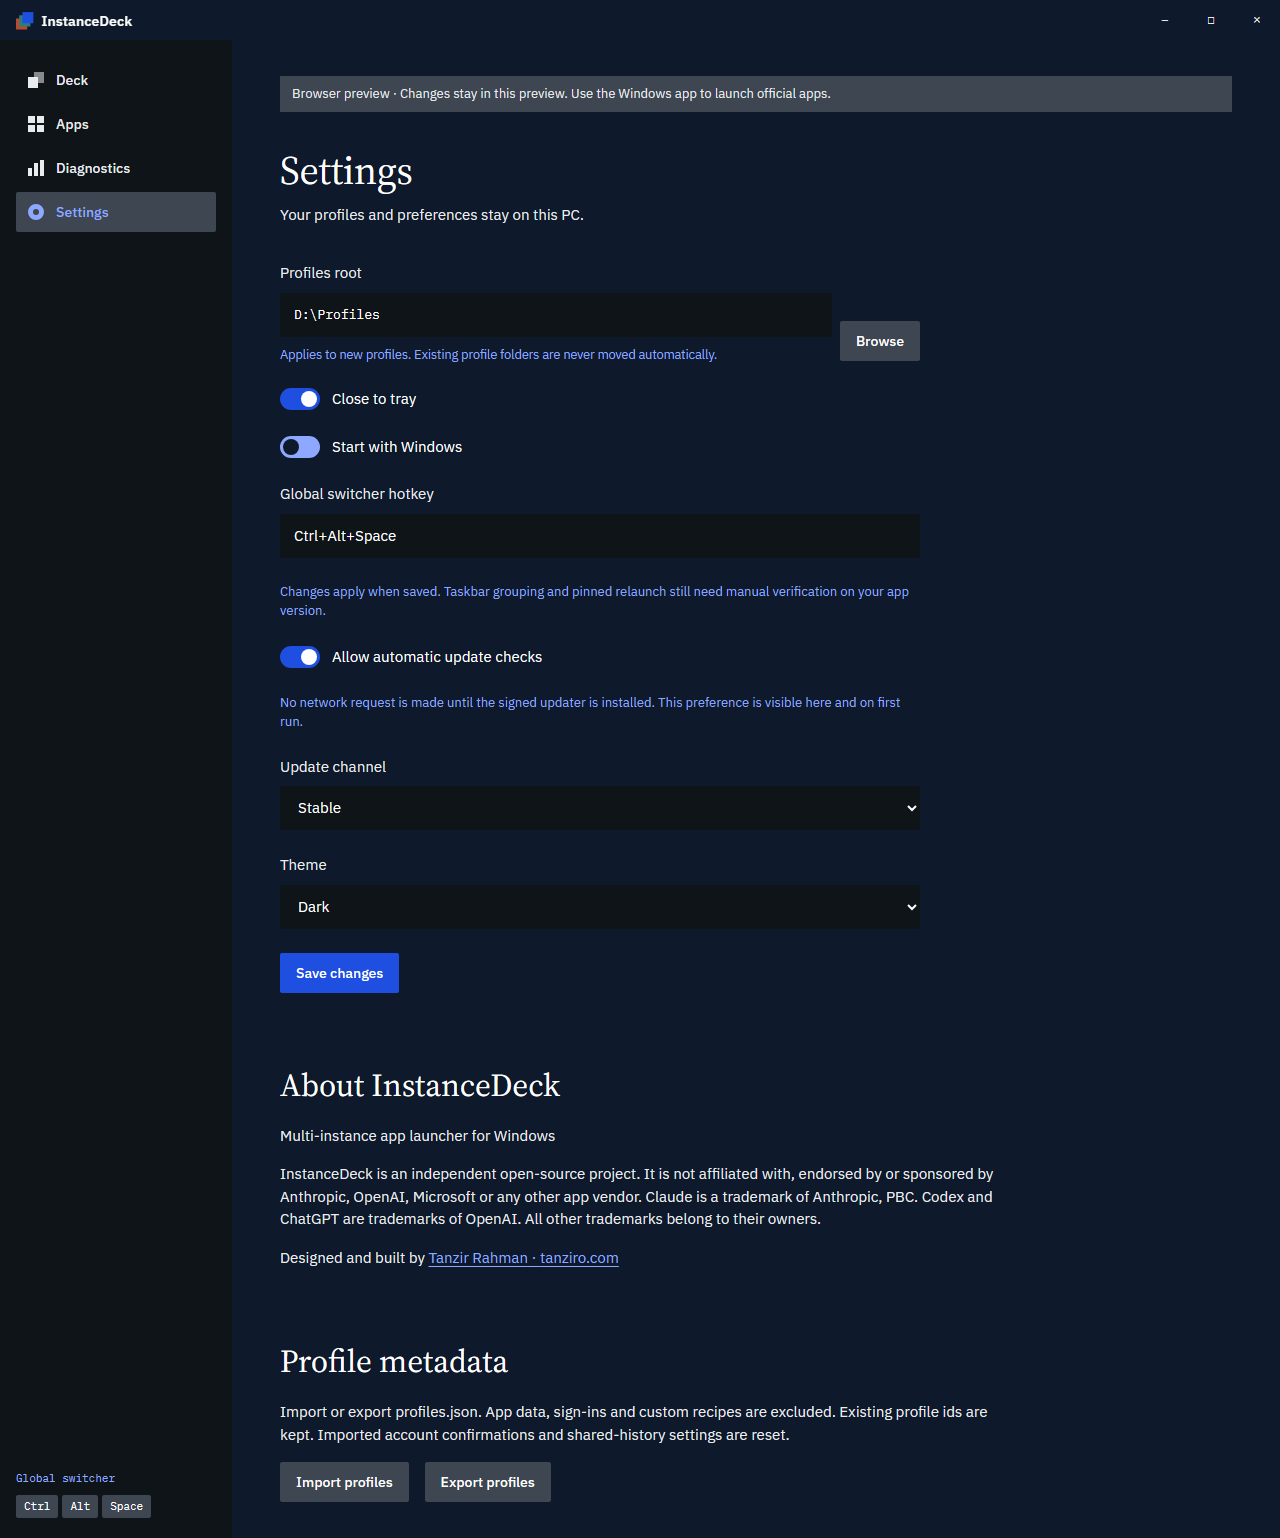 InstanceDeck
Deck
Apps
Diagnostics
Settings
Browser preview · Changes stay in this preview. Use the Windows app to launch official apps.
Settings
Your profiles and preferences stay on this PC.
Profiles root
D:\Profiles
Browse
Applies to new profiles. Existing profile folders are never moved automatically.
Close to tray
Start with Windows
Global switcher hotkey
Ctrl+Alt+Space
Changes apply when saved. Taskbar grouping and pinned relaunch still need manual verification on your app
version.
Allow automatic update checks
No network request is made until the signed updater is installed. This preference is visible here and on first
run.
Update channel
Stable
Theme
Dark
Save changes
About InstanceDeck
Multi-instance app launcher for Windows
InstanceDeck is an independent open-source project. It is not affiliated with, endorsed by or sponsored by
Anthropic, OpenAI, Microsoft or any other app vendor. Claude is a trademark of Anthropic, PBC. Codex and
ChatGPT are trademarks of OpenAI. All other trademarks belong to their owners.
Designed and built by Tanzir Rahman · tanziro.com
Profile metadata
Import or export profiles.json. App data, sign-ins and custom recipes are excluded. Existing profile ids are
kept. Imported account confirmations and shared-history settings are reset.
Import profiles
Export profiles
Global switcher
Ctrl Alt Space